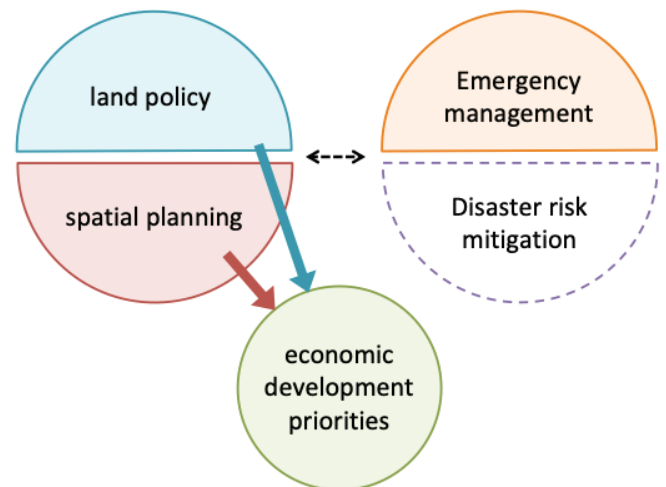 land policy
spatial planning
Emergency
management
Disaster risk
mitigation
economic
development
priorities